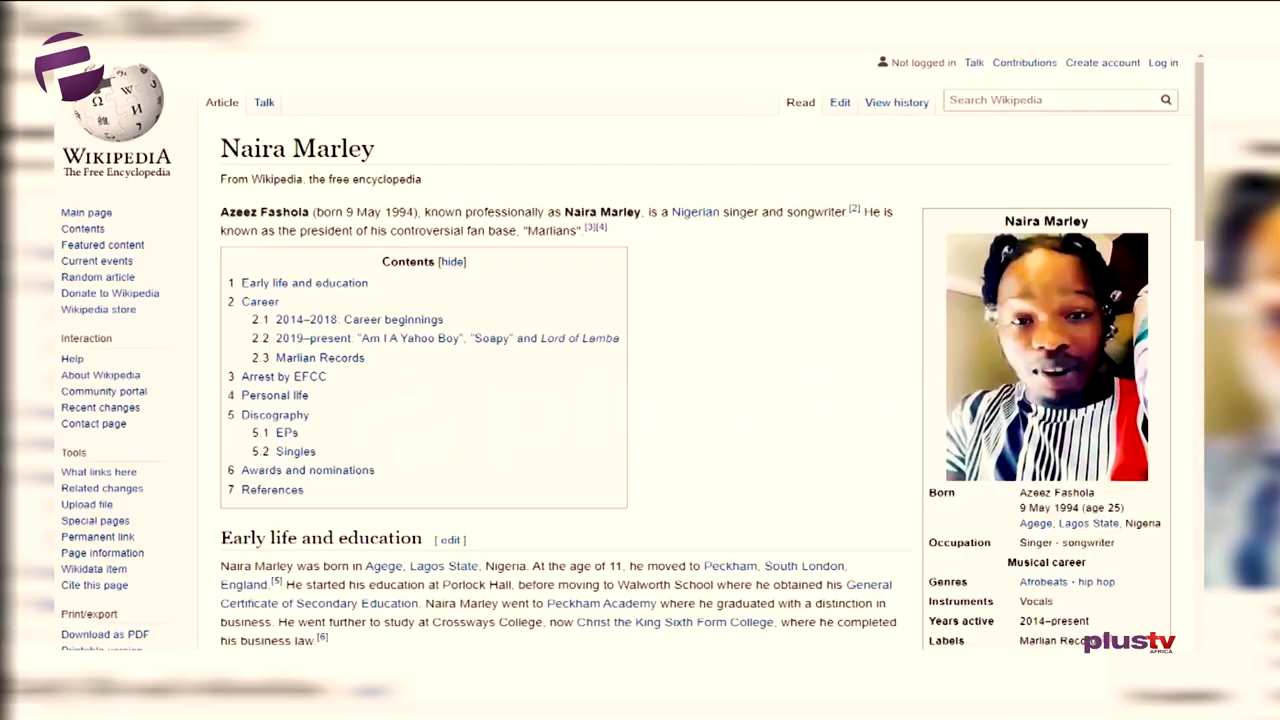 Not logged in Talk Contributions Create account Log in
Article Talk Read Edit View history Search Wikipedia
WIKIPEDIA
The Free Encyclopedia
Main page
Contents
Featured content
Current events
Random article
Donate to Wikipedia
Wikipedia store
Interaction
Help
About Wikipedia
Community portal
Recent changes
Contact page
Tools
What links here
Related changes
Upload file
Special pages
Permanent link
Page information
Wikidata item
Cite this page
Print/export
Download as PDF
Printable version
Naira Marley
From Wikipedia, the free encyclopedia
Azeez Fashola (born 9 May 1994), known professionally as Naira Marley, is a Nigerian singer and songwriter.[2] He is
known as the president of his controversial fan base, "Marlians".[3][4]
Contents [hide]
1 Early life and education
2 Career
2.1 2014–2018: Career beginnings
2.2 2019–present: "Am I A Yahoo Boy", "Soapy" and Lord of Lamba
2.3 Marlian Records
3 Arrest by EFCC
4 Personal life
5 Discography
5.1 EPs
5.2 Singles
6 Awards and nominations
7 References
Early life and education [ edit ]
Naira Marley was born in Agege, Lagos State, Nigeria. At the age of 11, he moved to Peckham, South London,
England.[5] He started his education at Porlock Hall, before moving to Walworth School where he obtained his General
Certificate of Secondary Education. Naira Marley went to Peckham Academy where he graduated with a distinction in
business. He went further to study at Crossways College, now Christ the King Sixth Form College, where he completed
his business law.[6]
Naira Marley
Born Azeez Fashola
9 May 1994 (age 25)
Agege, Lagos State, Nigeria
Occupation Singer · songwriter
Musical career
Genres Afrobeats · hip hop
Instruments Vocals
Years active 2014–present
Labels Marlian
plustv
AFRICA